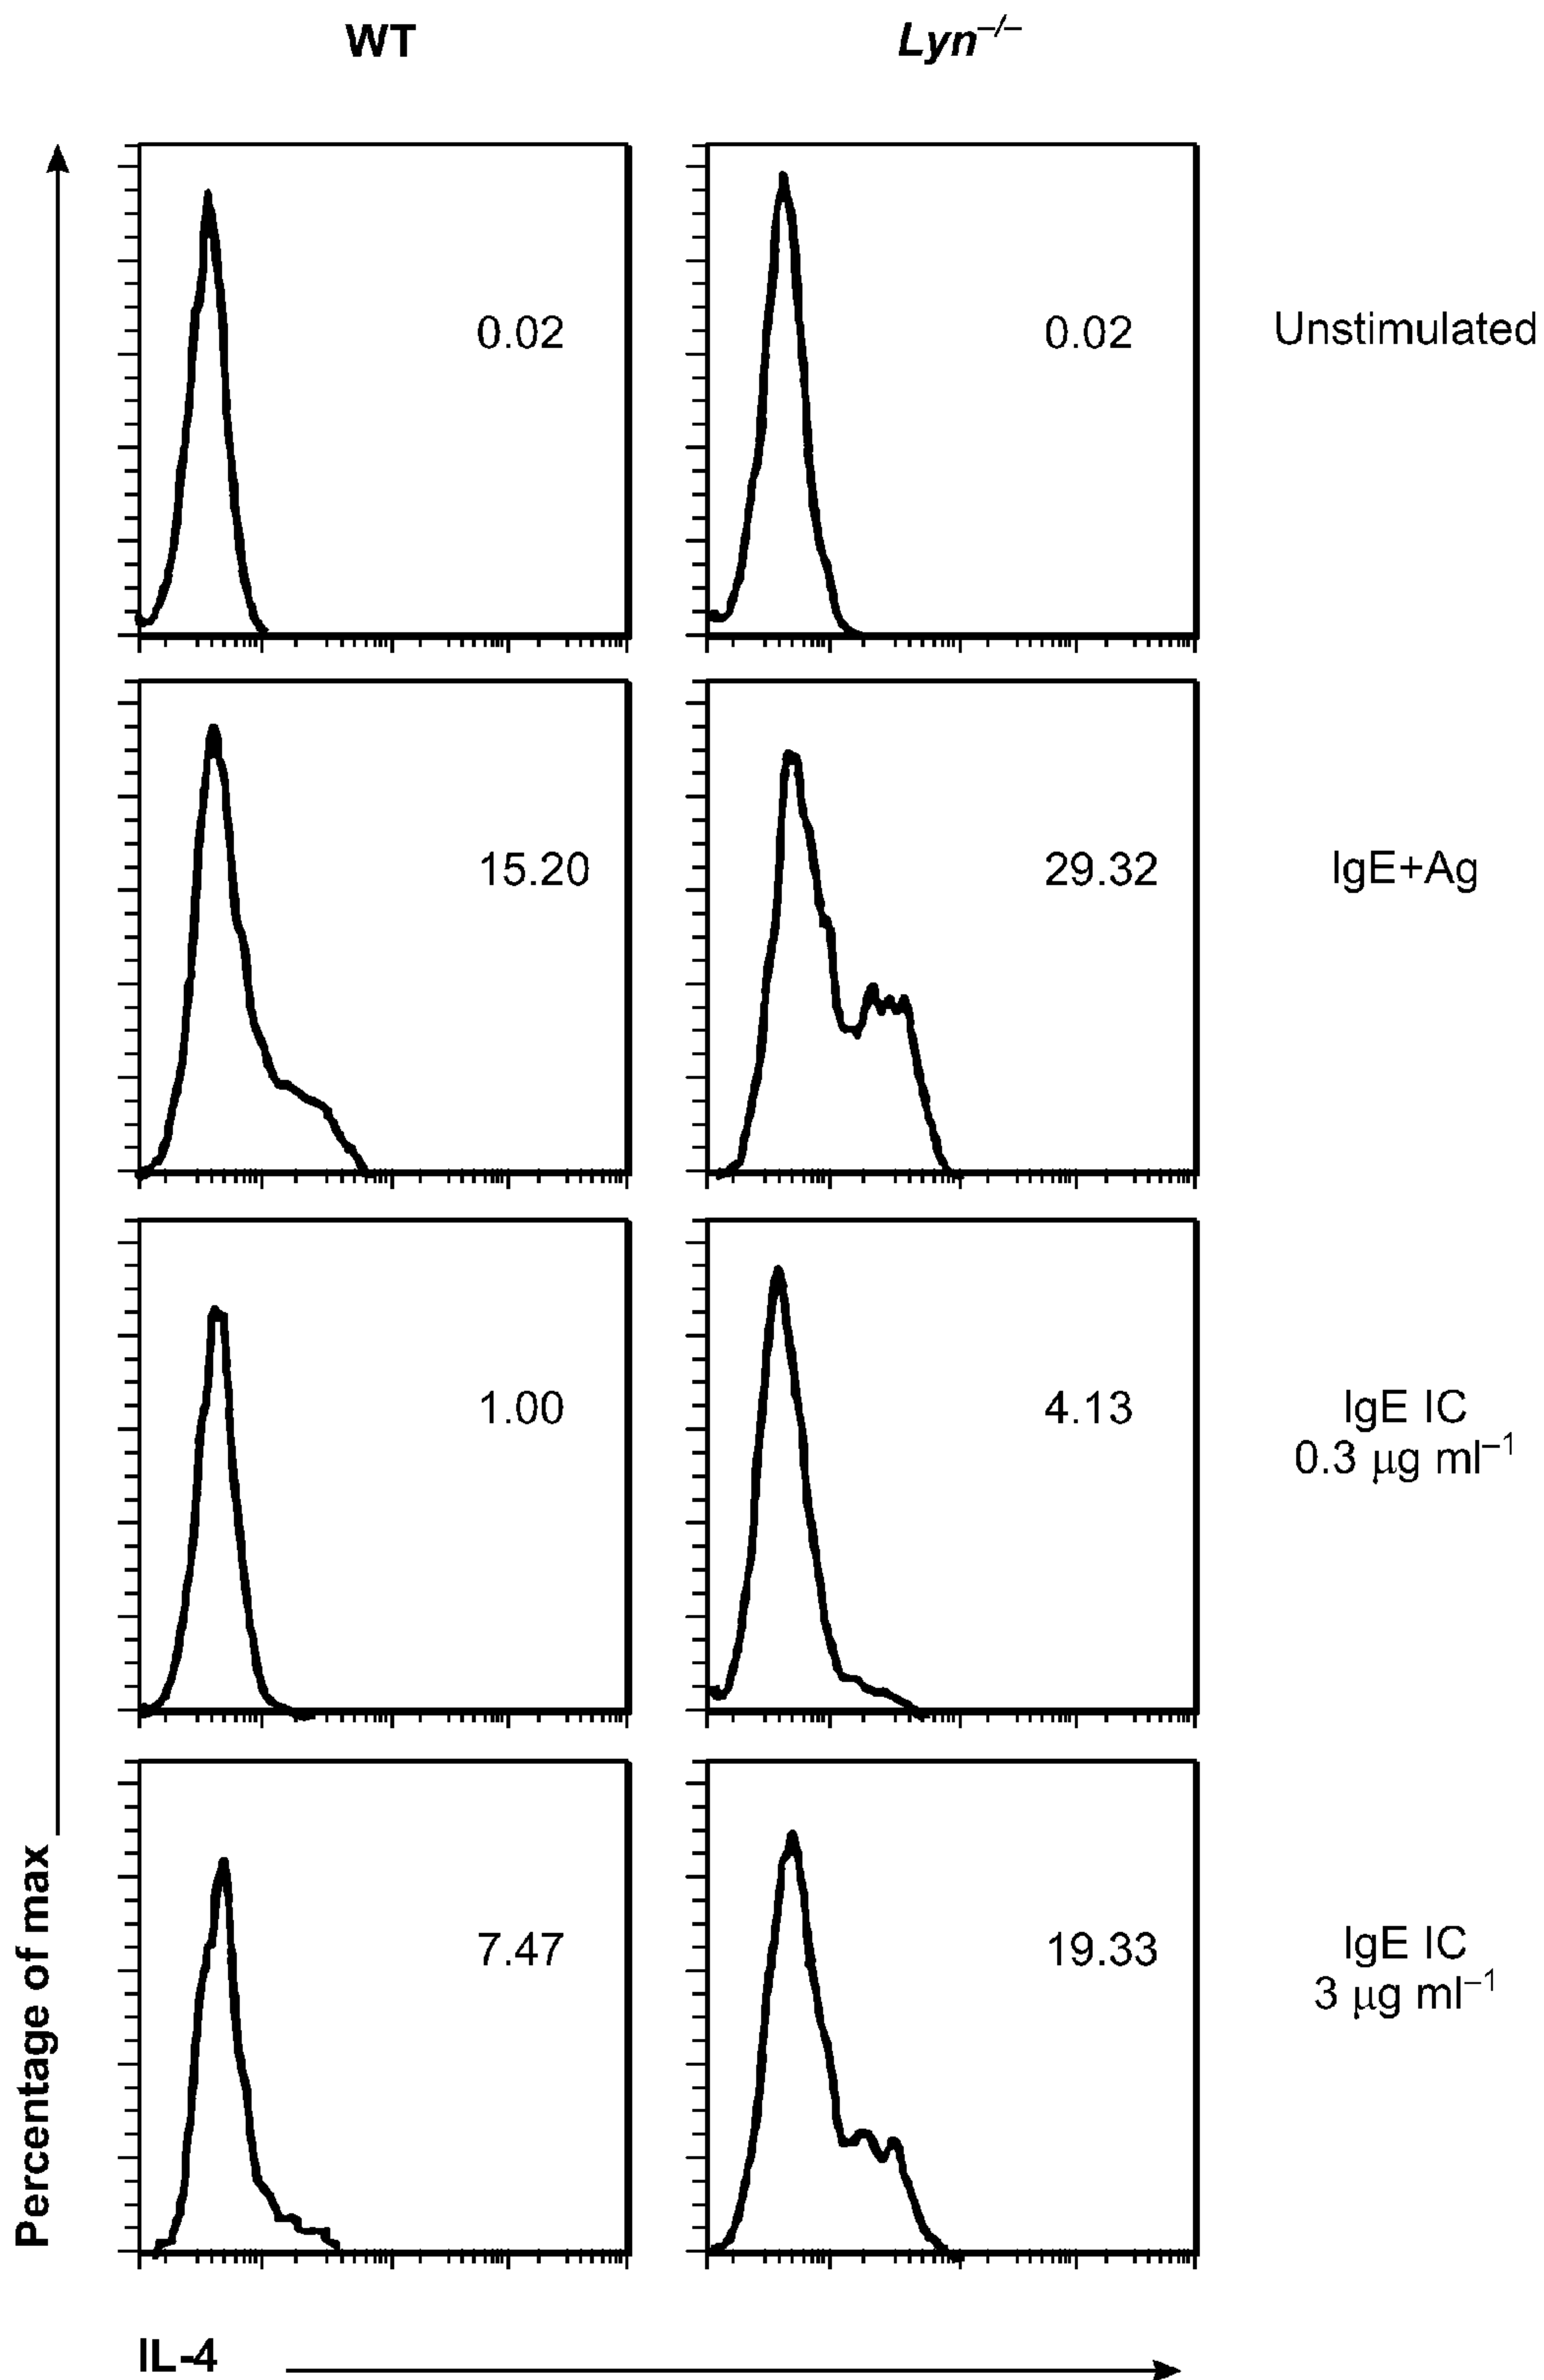 WT
Lyn−/−
0.02
0.02
Unstimulated
15.20
29.32
IgE+Ag
1.00
4.13
IgE IC
0.3 µg ml−1
7.47
19.33
IgE IC
3 µg ml−1
Percentage of max
IL-4